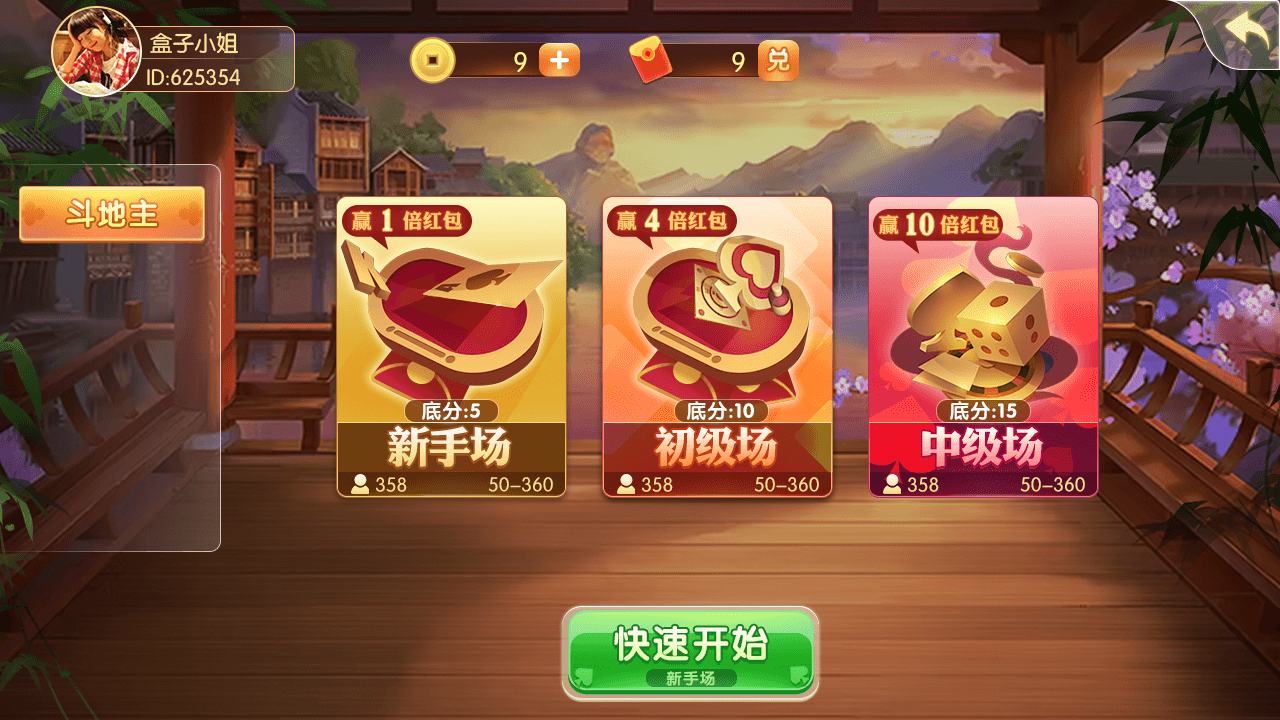 盒子小姐
ID:625354
9
9
兑
斗地主
赢 1 倍红包
底分:5
新手场
358
50–360
赢 4 倍红包
底分:10
初级场
358
50–360
赢 10 倍红包
底分:15
中级场
358
50–360
快速开始
新手场